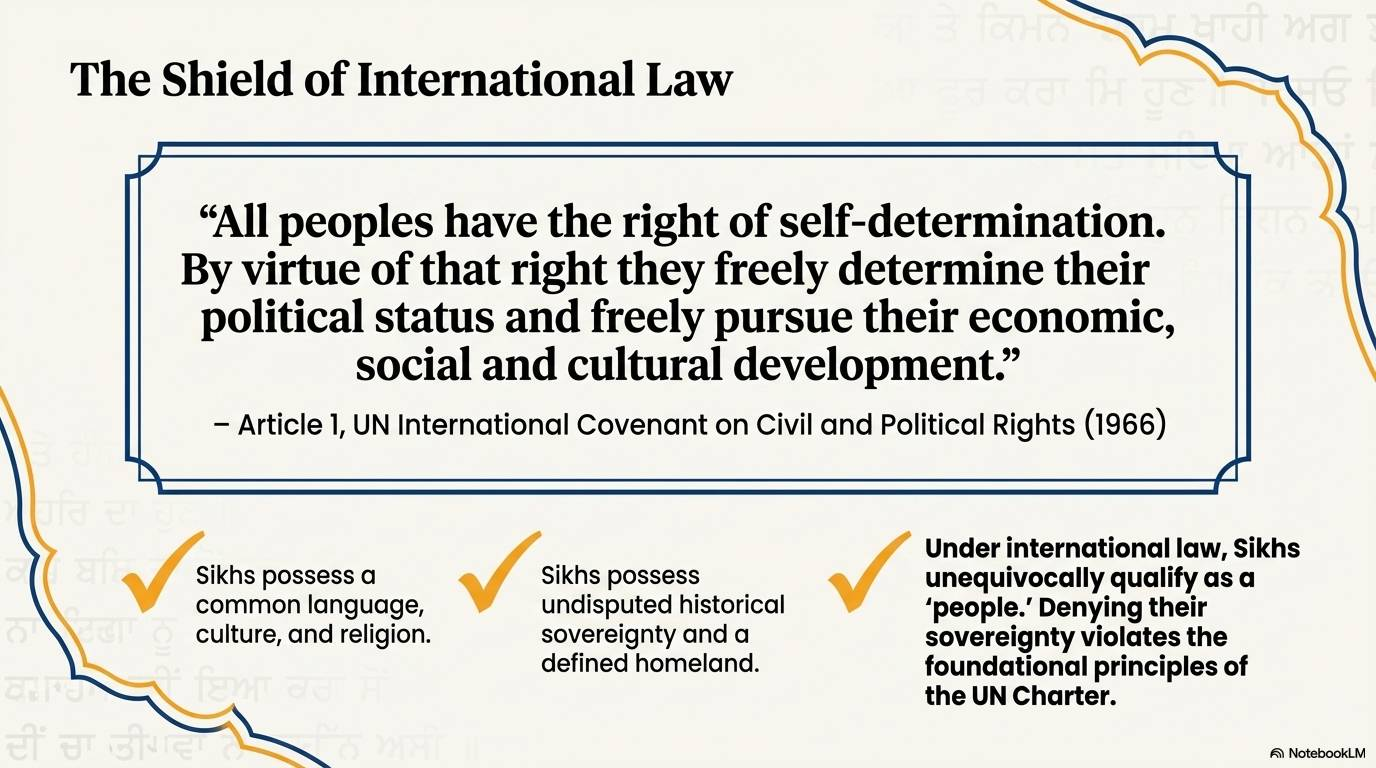 The Shield of International Law
“All peoples have the right of self-determination.
By virtue of that right they freely determine their
political status and freely pursue their economic,
social and cultural development.”
– Article 1, UN International Covenant on Civil and Political Rights (1966)
Sikhs possess a
common language,
culture, and religion.
Sikhs possess
undisputed historical
sovereignty and a
defined homeland.
Under international law, Sikhs
unequivocally qualify as a
‘people.’ Denying their
sovereignty violates the
foundational principles of
the UN Charter.
NotebookLM